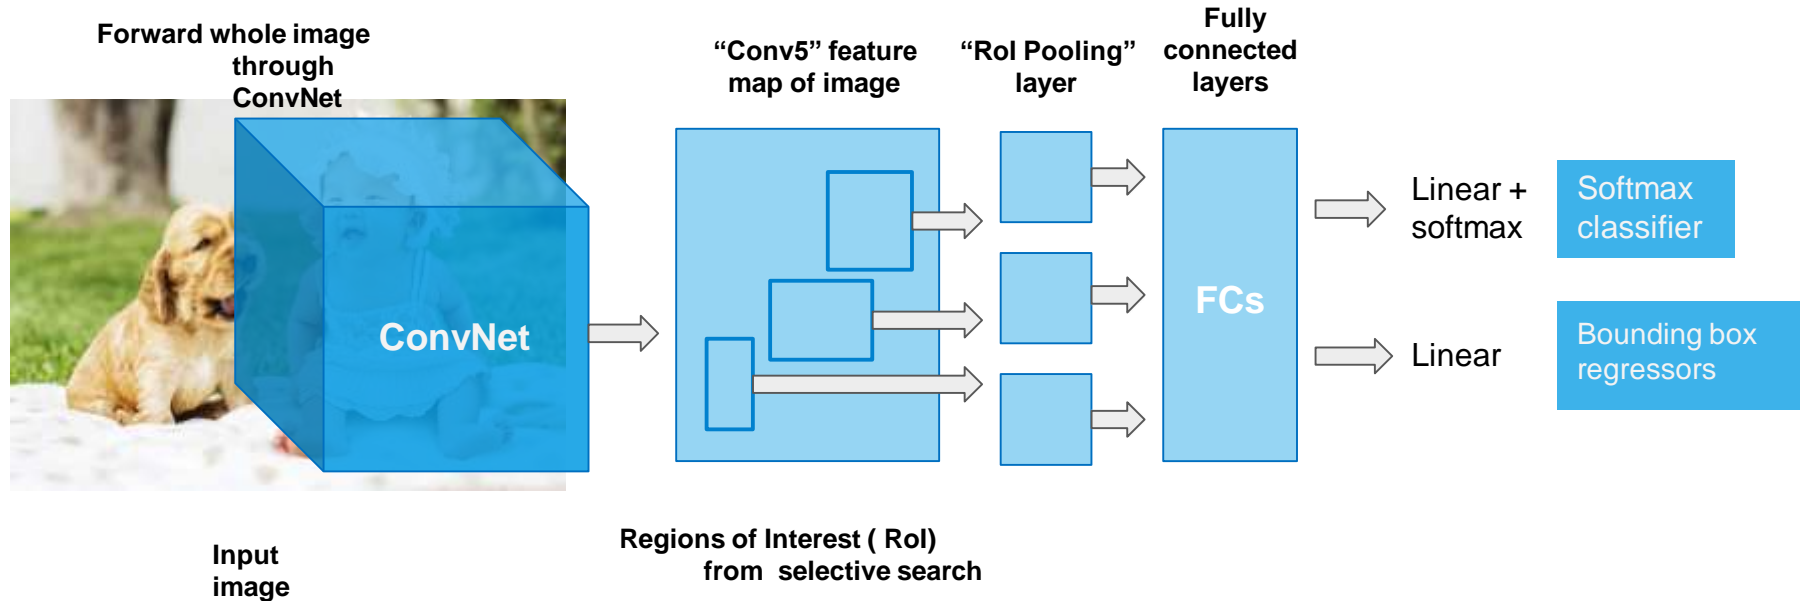 Forward whole image
through
ConvNet
“Conv5” feature
map of image
“RoI Pooling”
layer
Fully
connected
layers
ConvNet
FCs
Linear +
softmax
Softmax
classifier
Linear
Bounding box
regressors
Input
image
Regions of Interest ( RoI)
from selective search